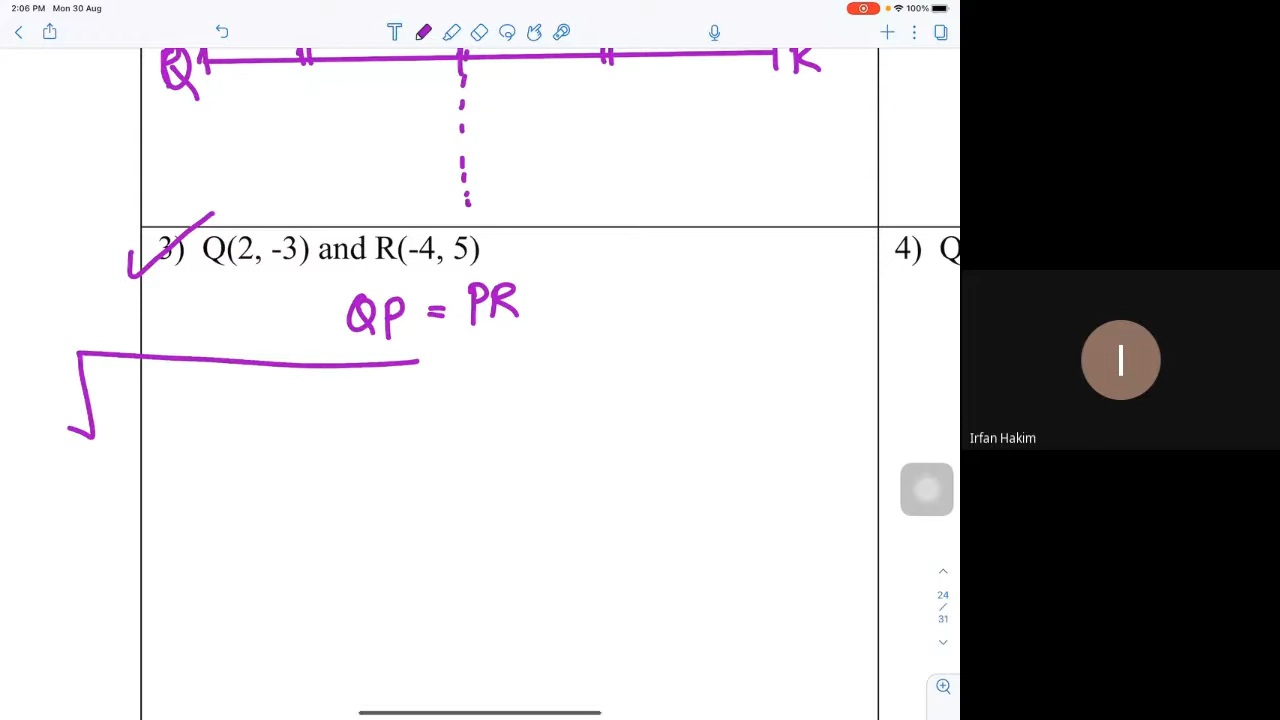 2:06 PM Mon 30 Aug
100%
T
Q R
3) Q(2, -3) and R(-4, 5)
4) Q
QP = PR
√
I
Irfan Hakim
24
/
31